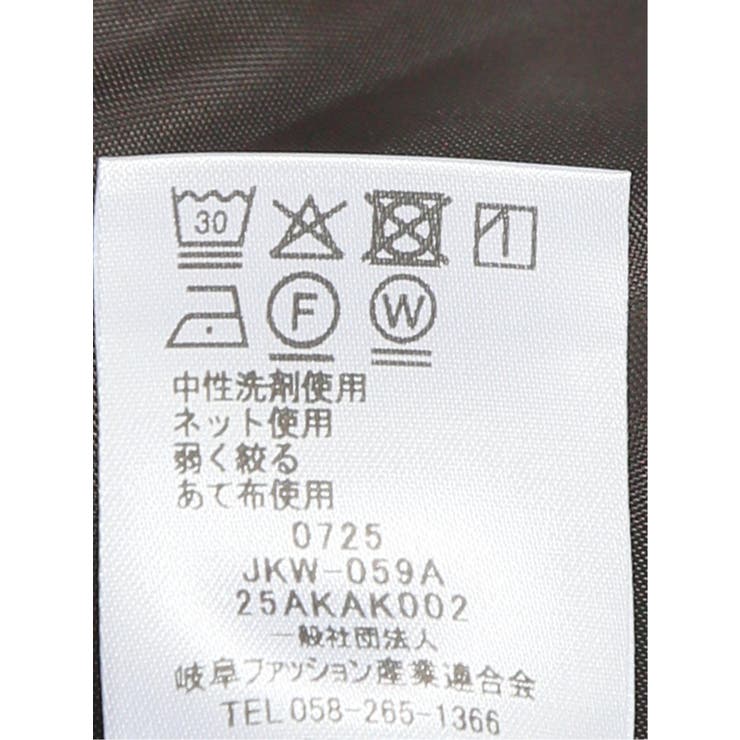 30
F W
中性洗剤使用
ネット使用
弱く絞る
あて布使用
0725
JKW-059A
25AKAK002
一般社団法人
岐阜ファッション産業連合会
TEL 058-265-1366